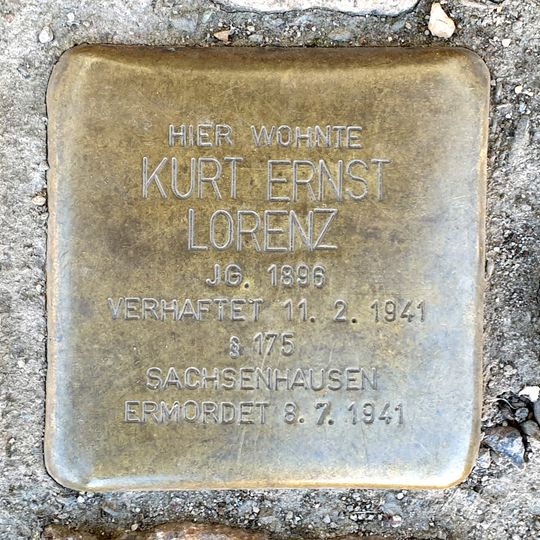 HIER WOHNTE
KURT ERNST
LORENZ
JG. 1896
VERHAFTET 11. 2. 1941
§ 175
SACHSENHAUSEN
ERMORDET 8. 7. 1941